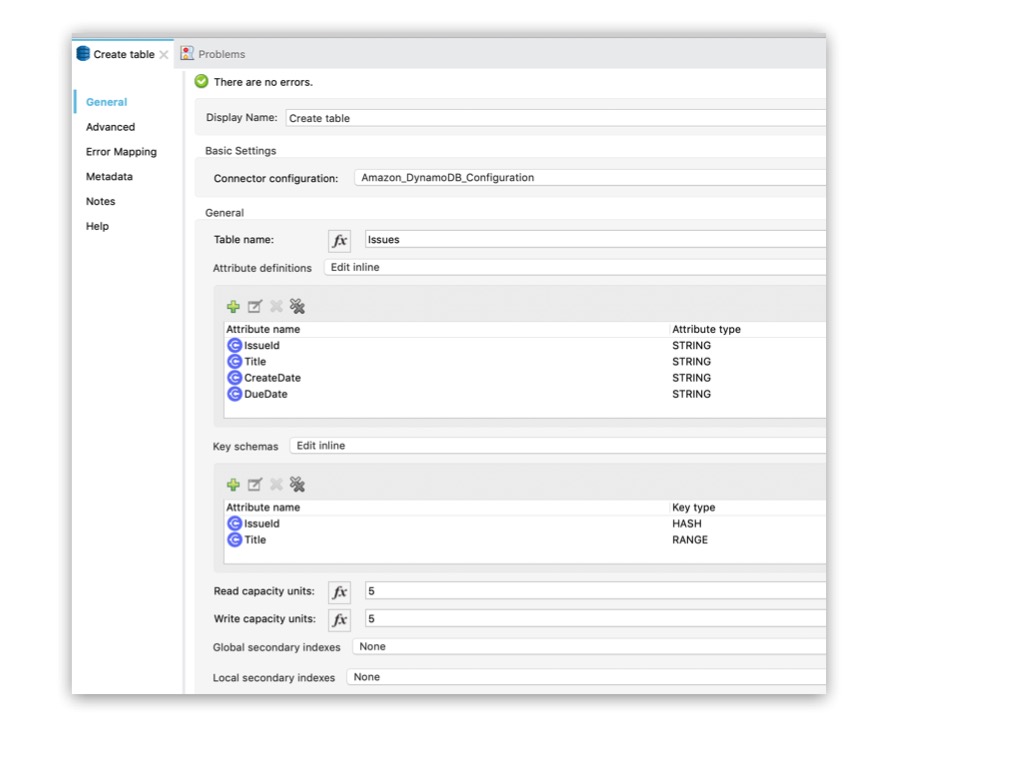 Create table Problems
There are no errors.
General
Display Name: Create table
Advanced
Error Mapping
Basic Settings
Metadata
Connector configuration: Amazon_DynamoDB_Configuration
Notes
General
Help
Table name: fx Issues
Attribute definitions Edit inline
Attribute name Attribute type
IssueId STRING
Title STRING
CreateDate STRING
DueDate STRING
Key schemas Edit inline
Attribute name Key type
IssueId HASH
Title RANGE
Read capacity units: fx 5
Write capacity units: fx 5
Global secondary indexes None
Local secondary indexes None